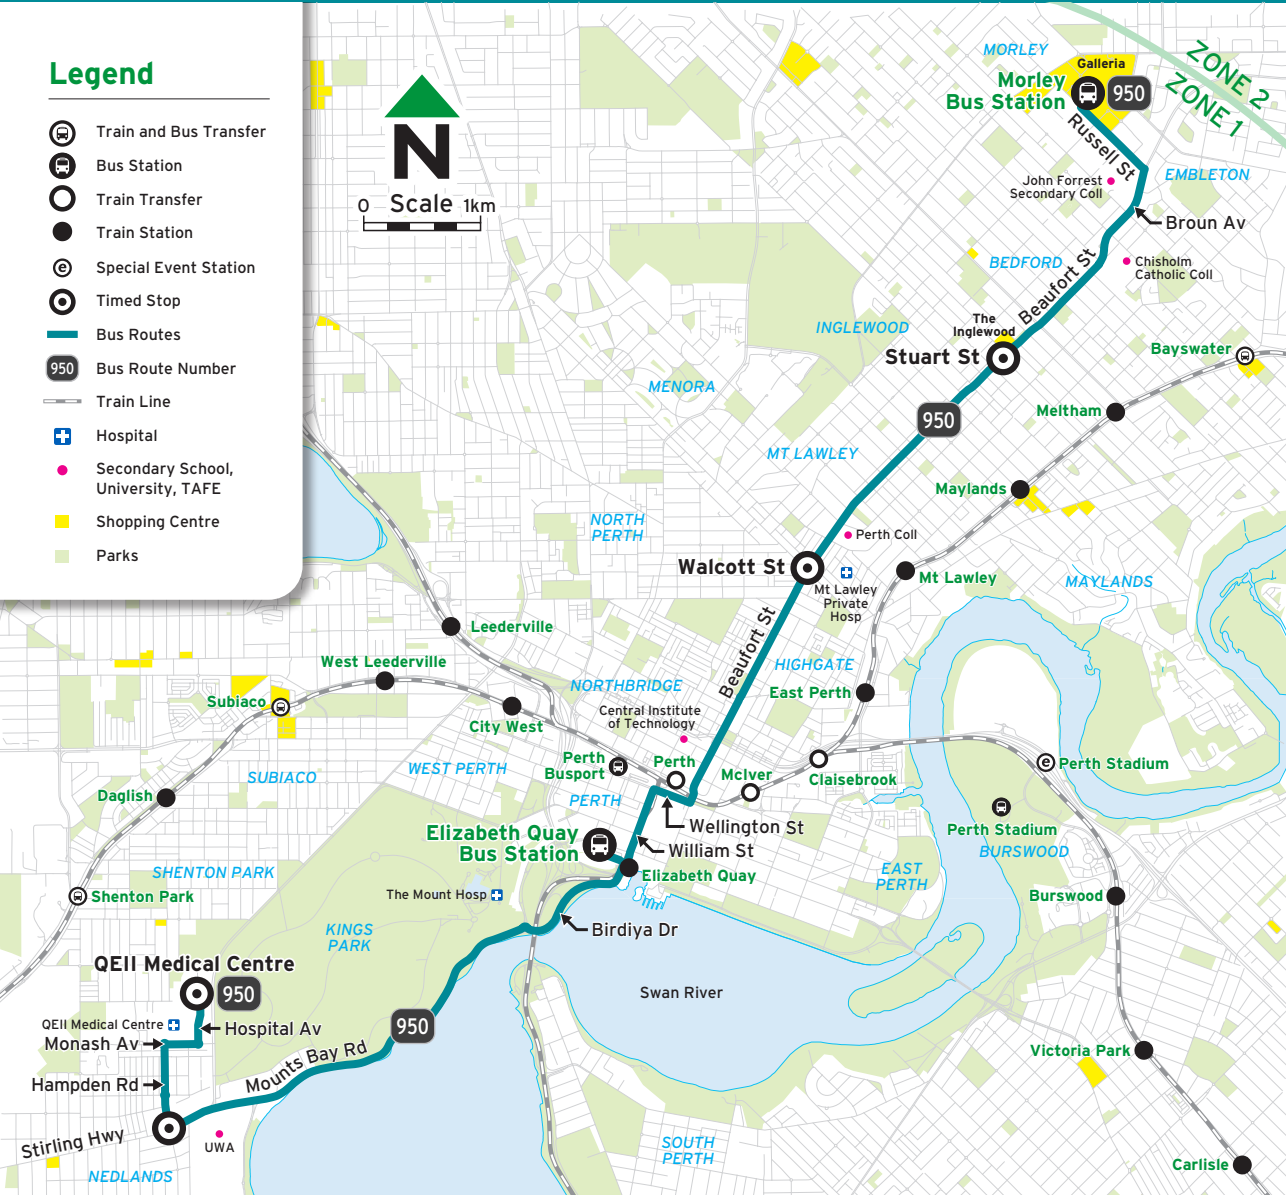 Legend
Train and Bus Transfer
Bus Station
Train Transfer
Train Station
e Special Event Station
Timed Stop
Bus Routes
950 Bus Route Number
Train Line
Hospital
Secondary School,
University, TAFE
Shopping Centre
Parks
N
0 Scale 1km
ZONE 2
ZONE 1
MORLEY
Galleria
Morley
Bus Station
950
Russell St
John Forrest
Secondary Coll
EMBLETON
Broun Av
Chisholm
Catholic Coll
BEDFORD
Beaufort St
The
Inglewood
INGLEWOOD
Stuart St
Bayswater
MENORA
Meltham
950
MT LAWLEY
Maylands
NORTH
PERTH
Perth Coll
Walcott St
Mt Lawley
Private
Hosp
Mt Lawley
MAYLANDS
Leederville
Beaufort St
West Leederville
HIGHGATE
NORTHBRIDGE
East Perth
Subiaco
Central Institute
of Technology
City West
Perth
Busport
Perth
McIver
Claisebrook
e
Perth Stadium
SUBIACO
WEST PERTH
Daglish
PERTH
Wellington St
Perth Stadium
BURSWOOD
Elizabeth Quay
Bus Station
William St
Elizabeth Quay
EAST
PERTH
SHENTON PARK
Shenton Park
The Mount Hosp
Burswood
Birdiya Dr
KINGS
PARK
QEII Medical Centre
950
Swan River
QEII Medical Centre
Hospital Av
950
Monash Av
Mounts Bay Rd
Victoria Park
Hampden Rd
Stirling Hwy
UWA
SOUTH
PERTH
Carlisle
NEDLANDS